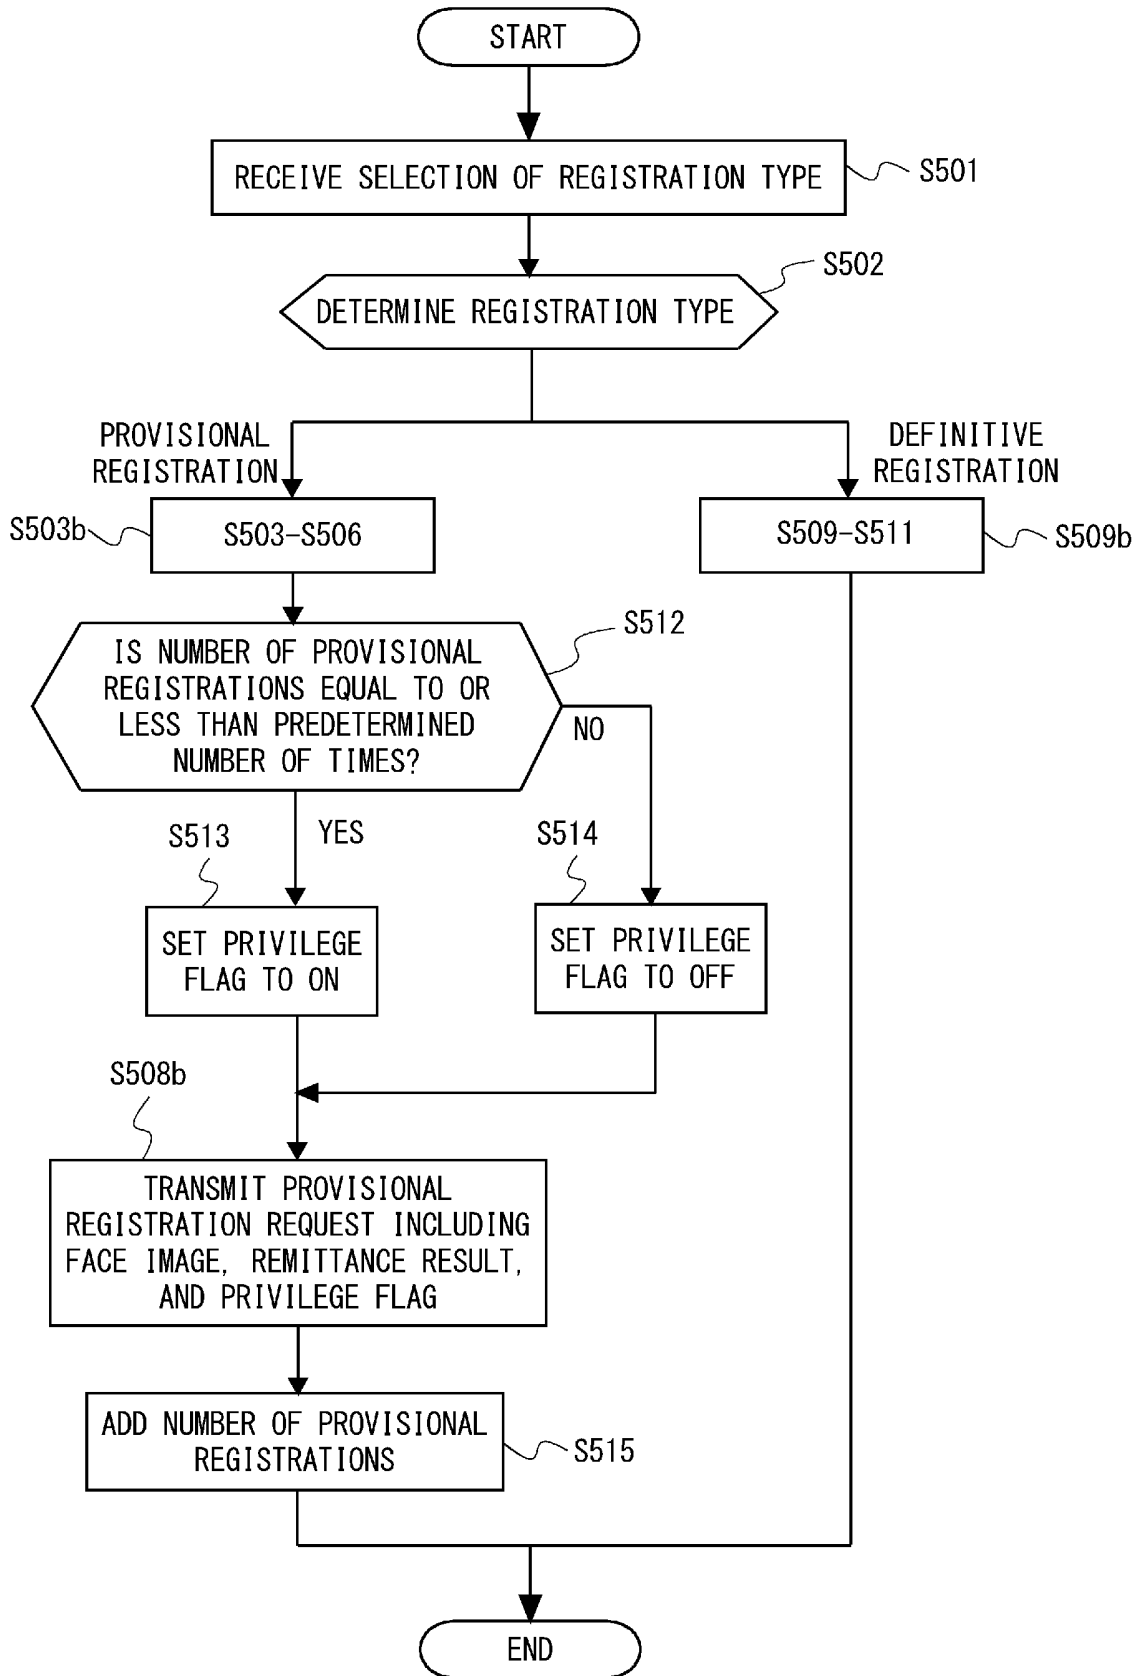 START
RECEIVE SELECTION OF REGISTRATION TYPE
S501
S502
DETERMINE REGISTRATION TYPE
PROVISIONAL
REGISTRATION
DEFINITIVE
REGISTRATION
S503b
S503-S506
S509-S511
S509b
S512
IS NUMBER OF PROVISIONAL
REGISTRATIONS EQUAL TO OR
LESS THAN PREDETERMINED
NUMBER OF TIMES?
NO
YES
S513
S514
SET PRIVILEGE
FLAG TO ON
SET PRIVILEGE
FLAG TO OFF
S508b
TRANSMIT PROVISIONAL
REGISTRATION REQUEST INCLUDING
FACE IMAGE, REMITTANCE RESULT,
AND PRIVILEGE FLAG
ADD NUMBER OF PROVISIONAL
REGISTRATIONS
S515
END